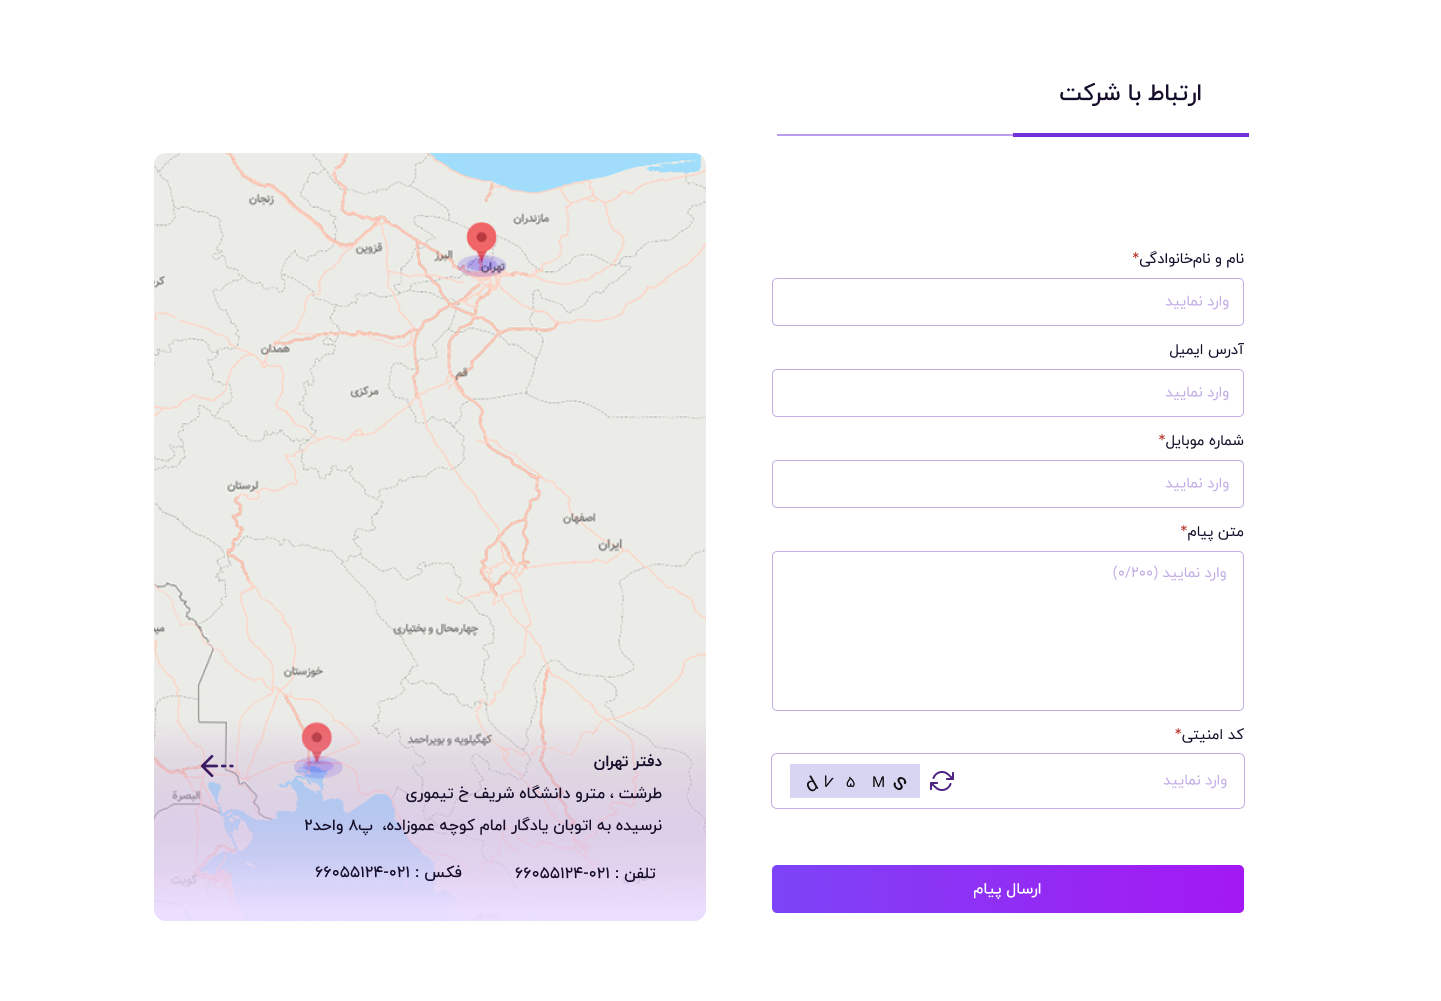 ارتباط با شرکت
نام و نام‌خانوادگی*
وارد نمایید
آدرس ایمیل
وارد نمایید
شماره موبایل*
وارد نمایید
متن پیام*
وارد نمایید (۰/۲۰۰)
کد امنیتی*
وارد نمایید
d ۷ ۵ M S
ارسال پیام
زنجان
مازندران
قزوین
البرز
تهران
همدان
قم
مرکزی
لرستان
اصفهان
ایران
چهارمحال و بختیاری
خوزستان
کهگیلویه و بویراحمد
البصرة
کویت
دفتر تهران
طرشت ، مترو دانشگاه شریف خ تیموری
نرسیده به اتوبان یادگار امام کوچه عموزاده، پ۸ واحد۲
تلفن : ۰۲۱-۶۶۰۵۵۱۲۴
فکس : ۰۲۱-۶۶۰۵۵۱۲۴